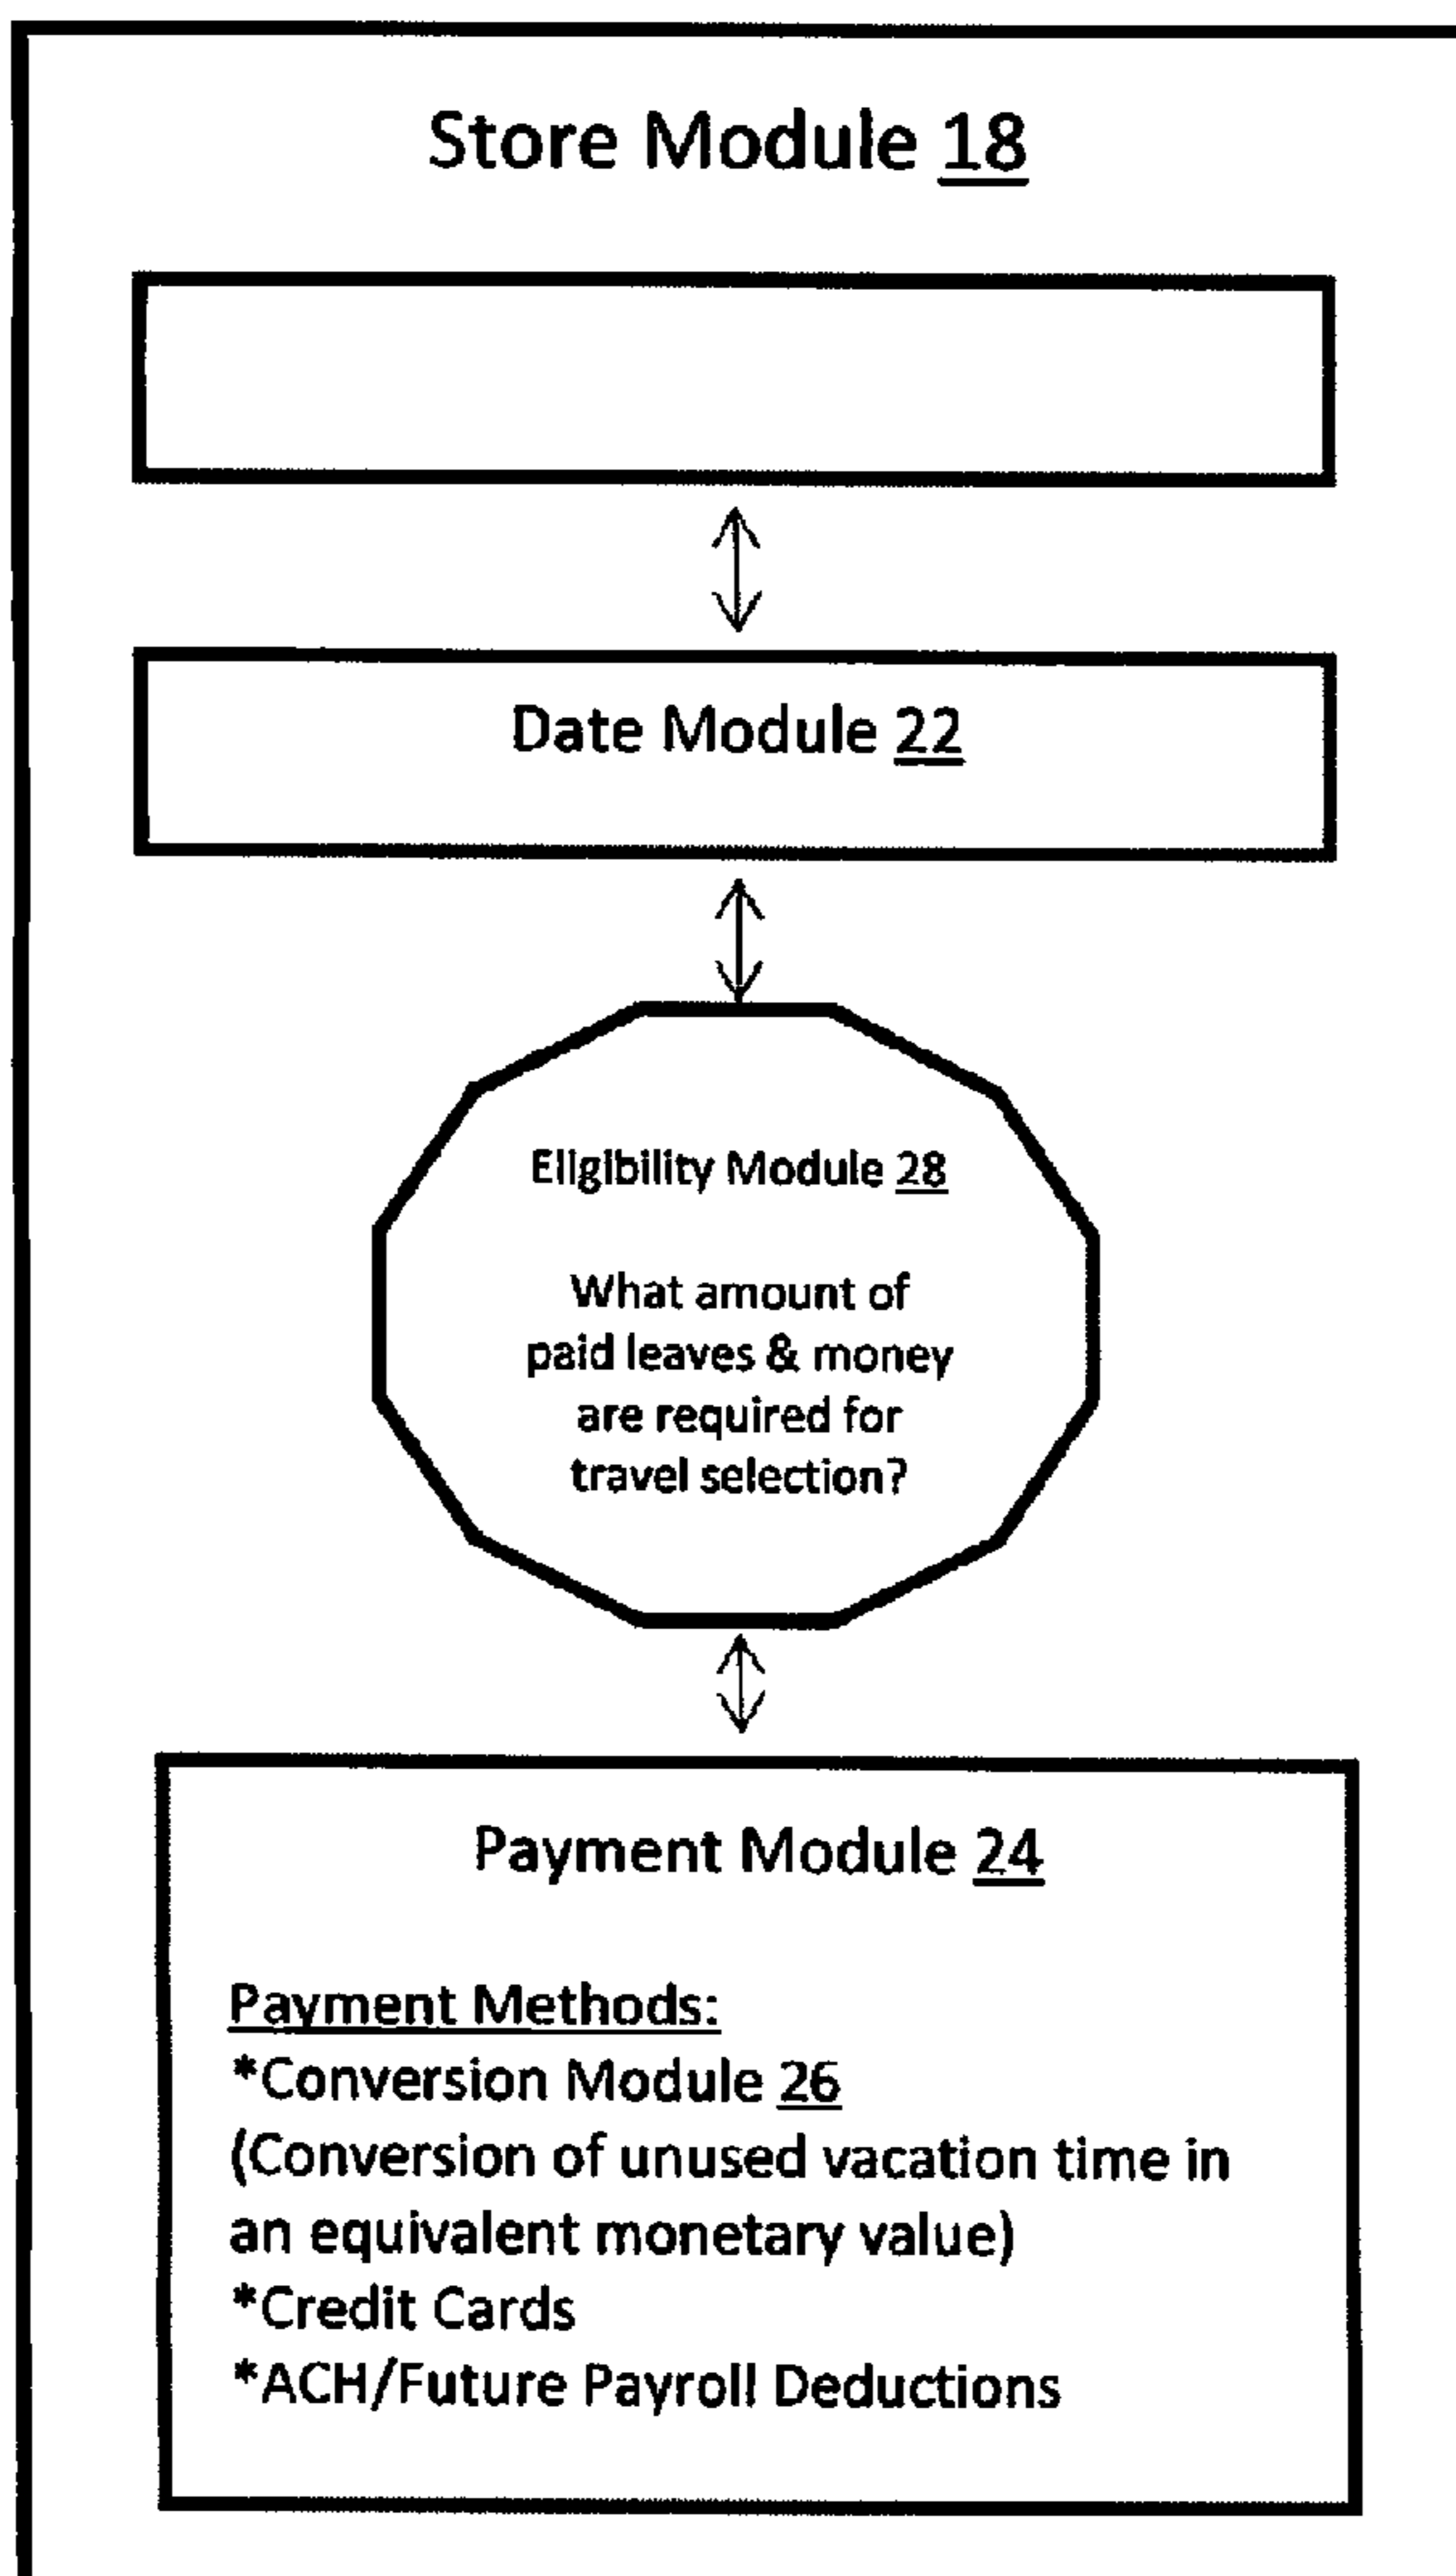 Store Module 18
Date Module 22
Eligibility Module 28
What amount of
paid leaves & money
are required for
travel selection?
Payment Module 24
Payment Methods:
*Conversion Module 26
(Conversion of unused vacation time in
an equivalent monetary value)
*Credit Cards
*ACH/Future Payroll Deductions